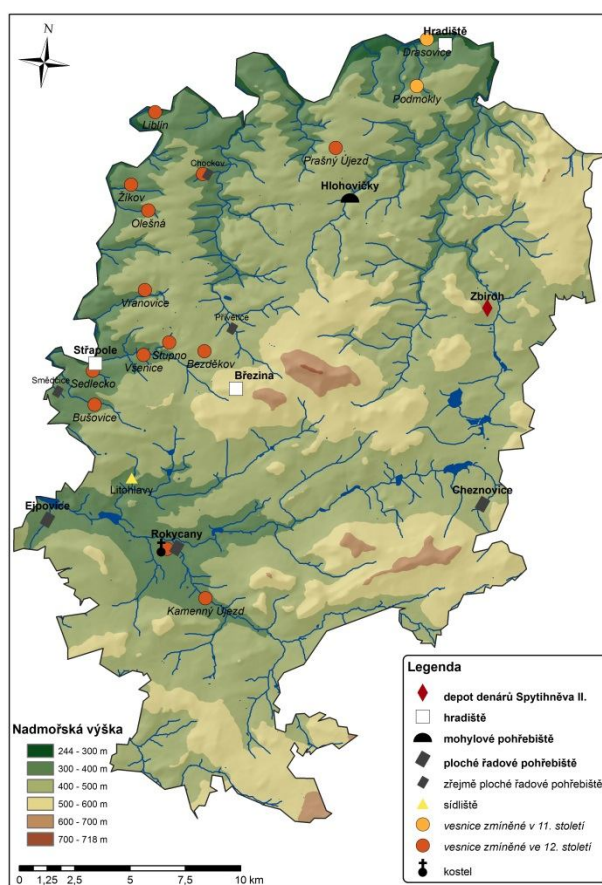 N
Hradiště
Drasovice
Podmokly
Liblín
Prašný Újezd
Chockov
Hlohovičky
Žíkov
Olešná
Vranovice
Zbiroh
Přívětice
Střapole
Stupno
Všenice
Bezděkov
Sedlecko
Smědčice
Březina
Bušovice
Litohlavy
Ejpovice
Cheznovice
Rokycany
Kamenný Újezd
Legenda
depot denárů Spytihněva II.
hradiště
mohylové pohřebiště
ploché řadové pohřebiště
zřejmě ploché řadové pohřebiště
sídliště
vesnice zmíněné v 11. století
vesnice zmíněné ve 12. století
kostel
Nadmořská výška
244 - 300 m
300 - 400 m
400 - 500 m
500 - 600 m
600 - 700 m
700 - 718 m
0 1,25 2,5 5 7,5 10 km